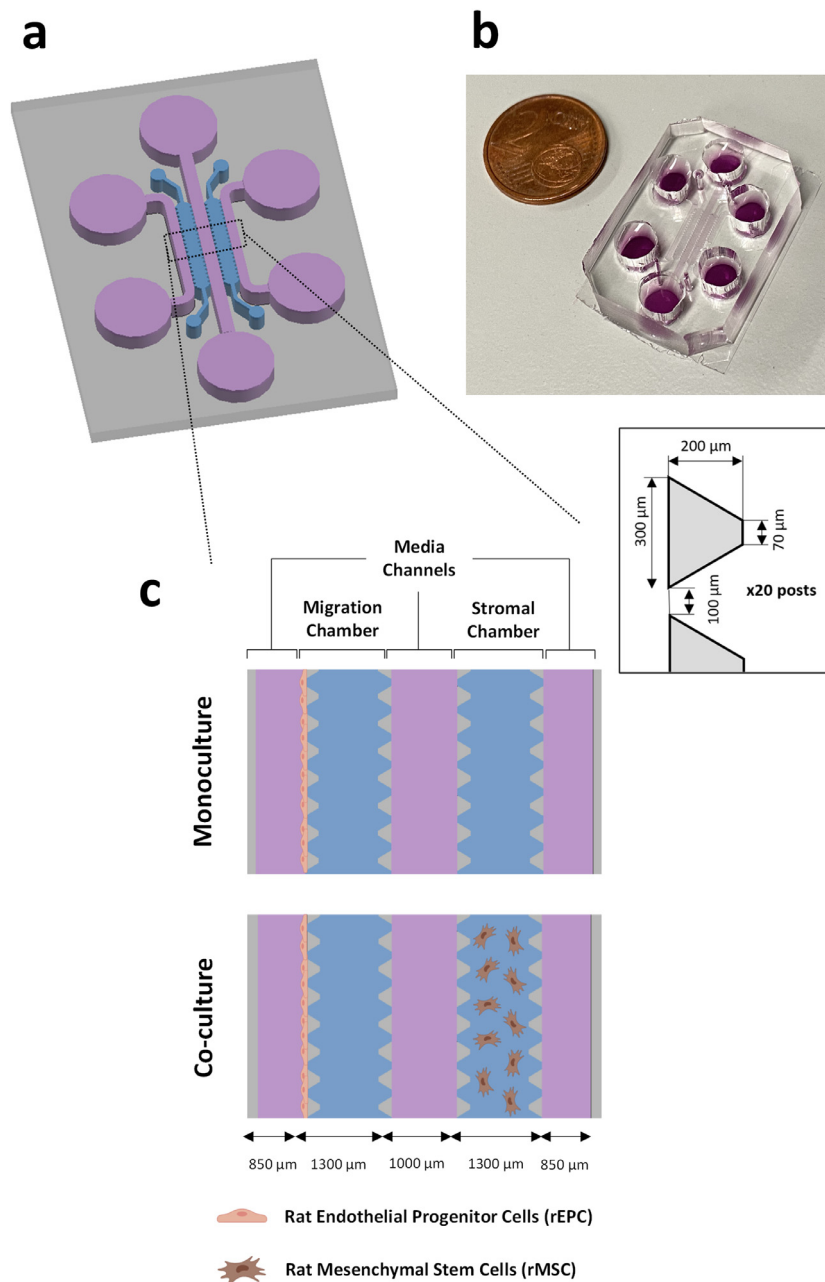 a
b
200 µm
300 µm
70 µm
x20 posts
100 µm
Media
Channels
c
Migration
Chamber
Stromal
Chamber
Monoculture
Co-culture
850 µm
1300 µm
1000 µm
1300 µm
850 µm
Rat Endothelial Progenitor Cells (rEPC)
Rat Mesenchymal Stem Cells (rMSC)